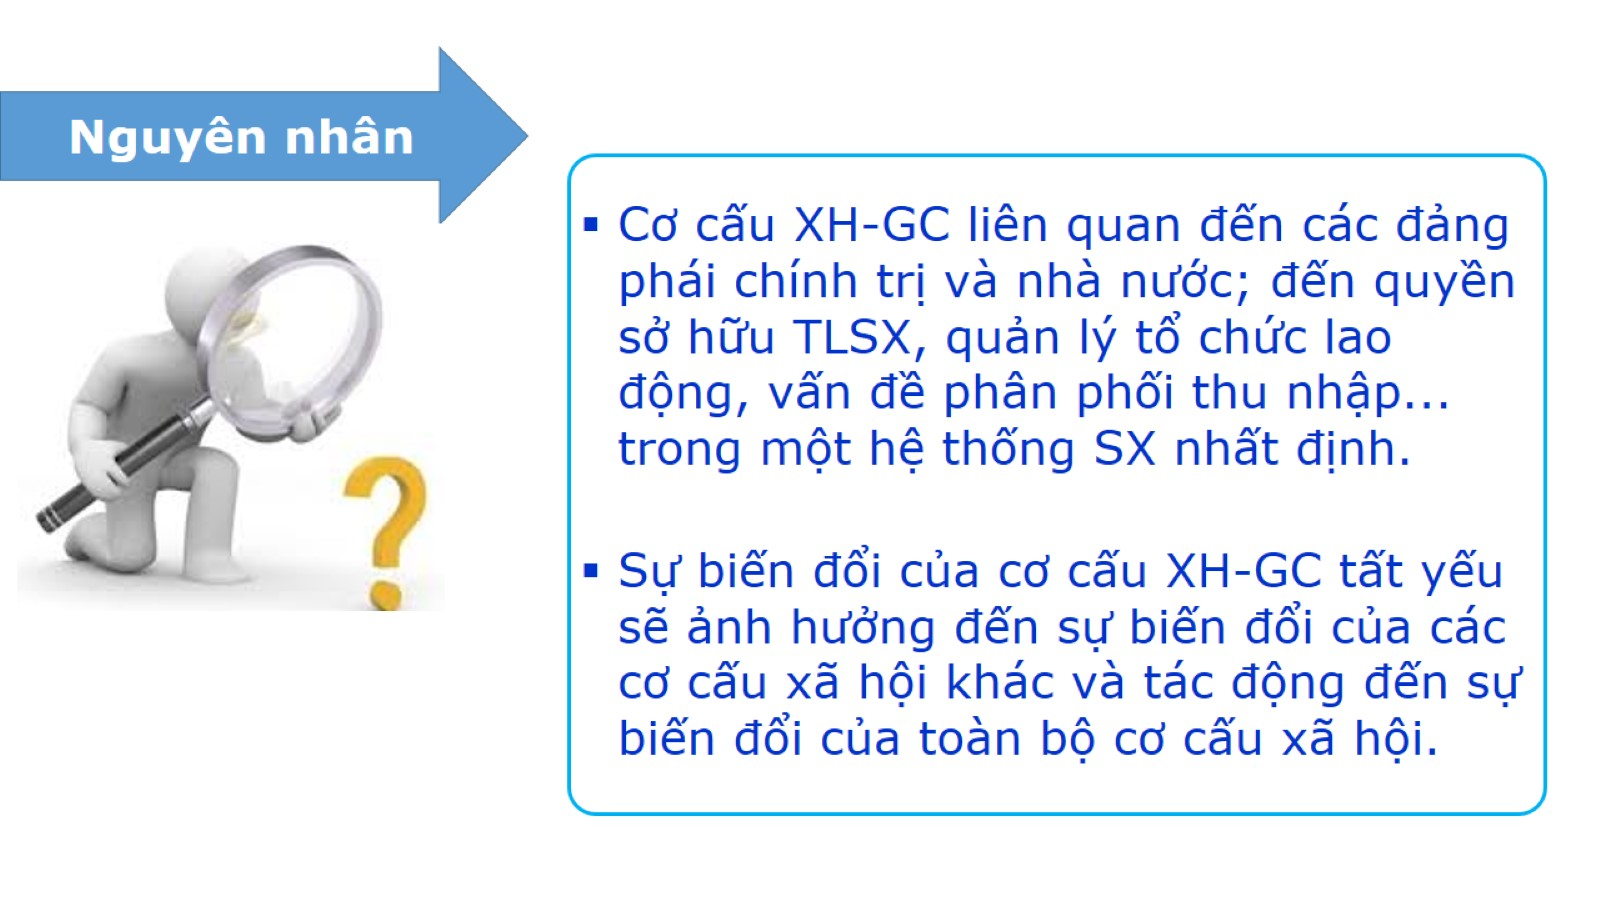 Nguyên nhân
▪ Cơ cấu XH-GC liên quan đến các đảng
phái chính trị và nhà nước; đến quyền
sở hữu TLSX, quản lý tổ chức lao
động, vấn đề phân phối thu nhập...
trong một hệ thống SX nhất định.
▪ Sự biến đổi của cơ cấu XH-GC tất yếu
sẽ ảnh hưởng đến sự biến đổi của các
cơ cấu xã hội khác và tác động đến sự
biến đổi của toàn bộ cơ cấu xã hội.
?